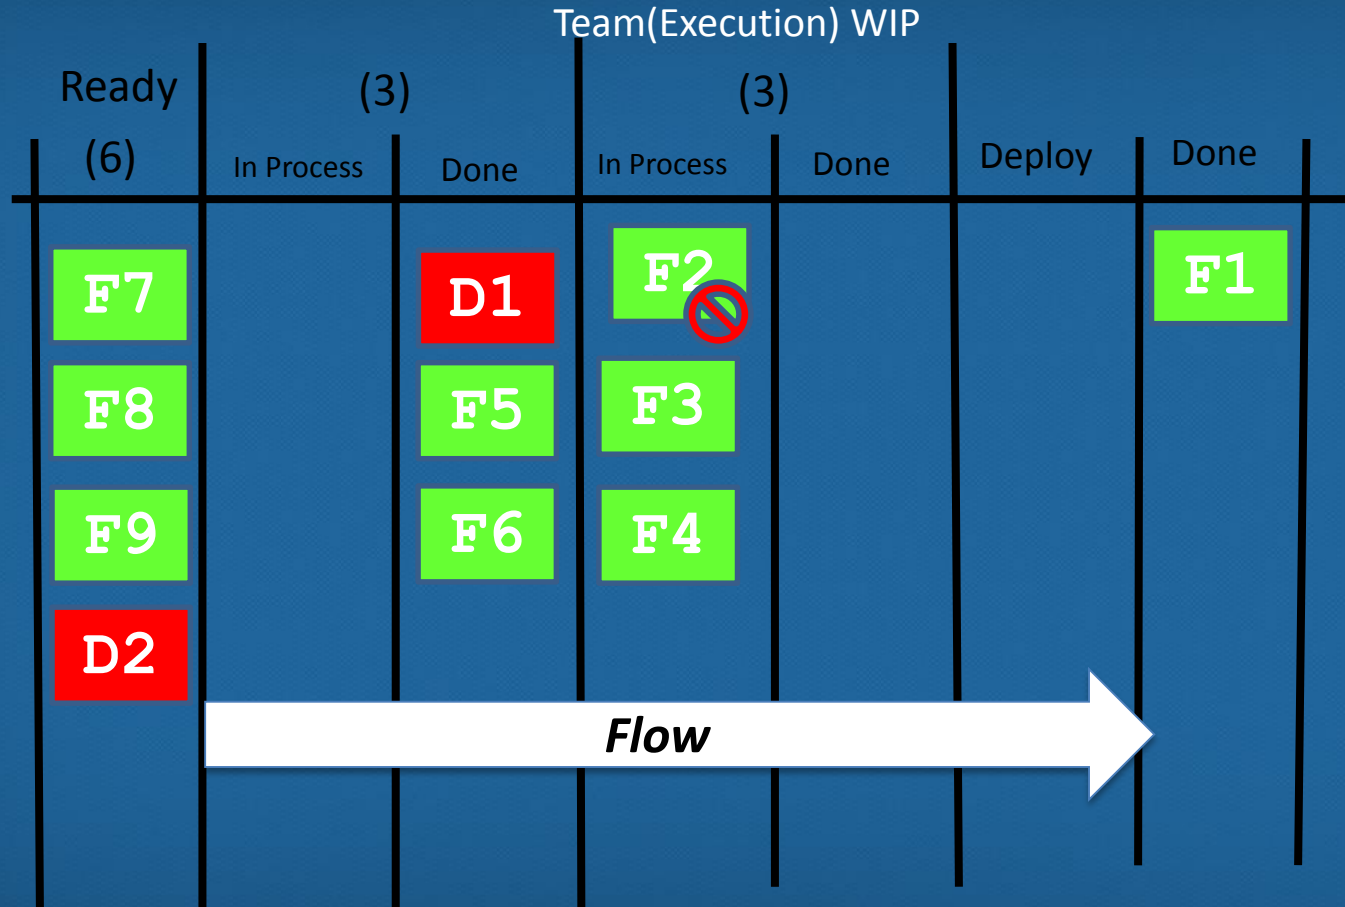 Team(Execution) WIP
Ready (3) (3)
(6) In Process Done In Process Done Deploy Done
F7 D1 F2 F1
F8 F5 F3
F9 F6 F4
D2
Flow